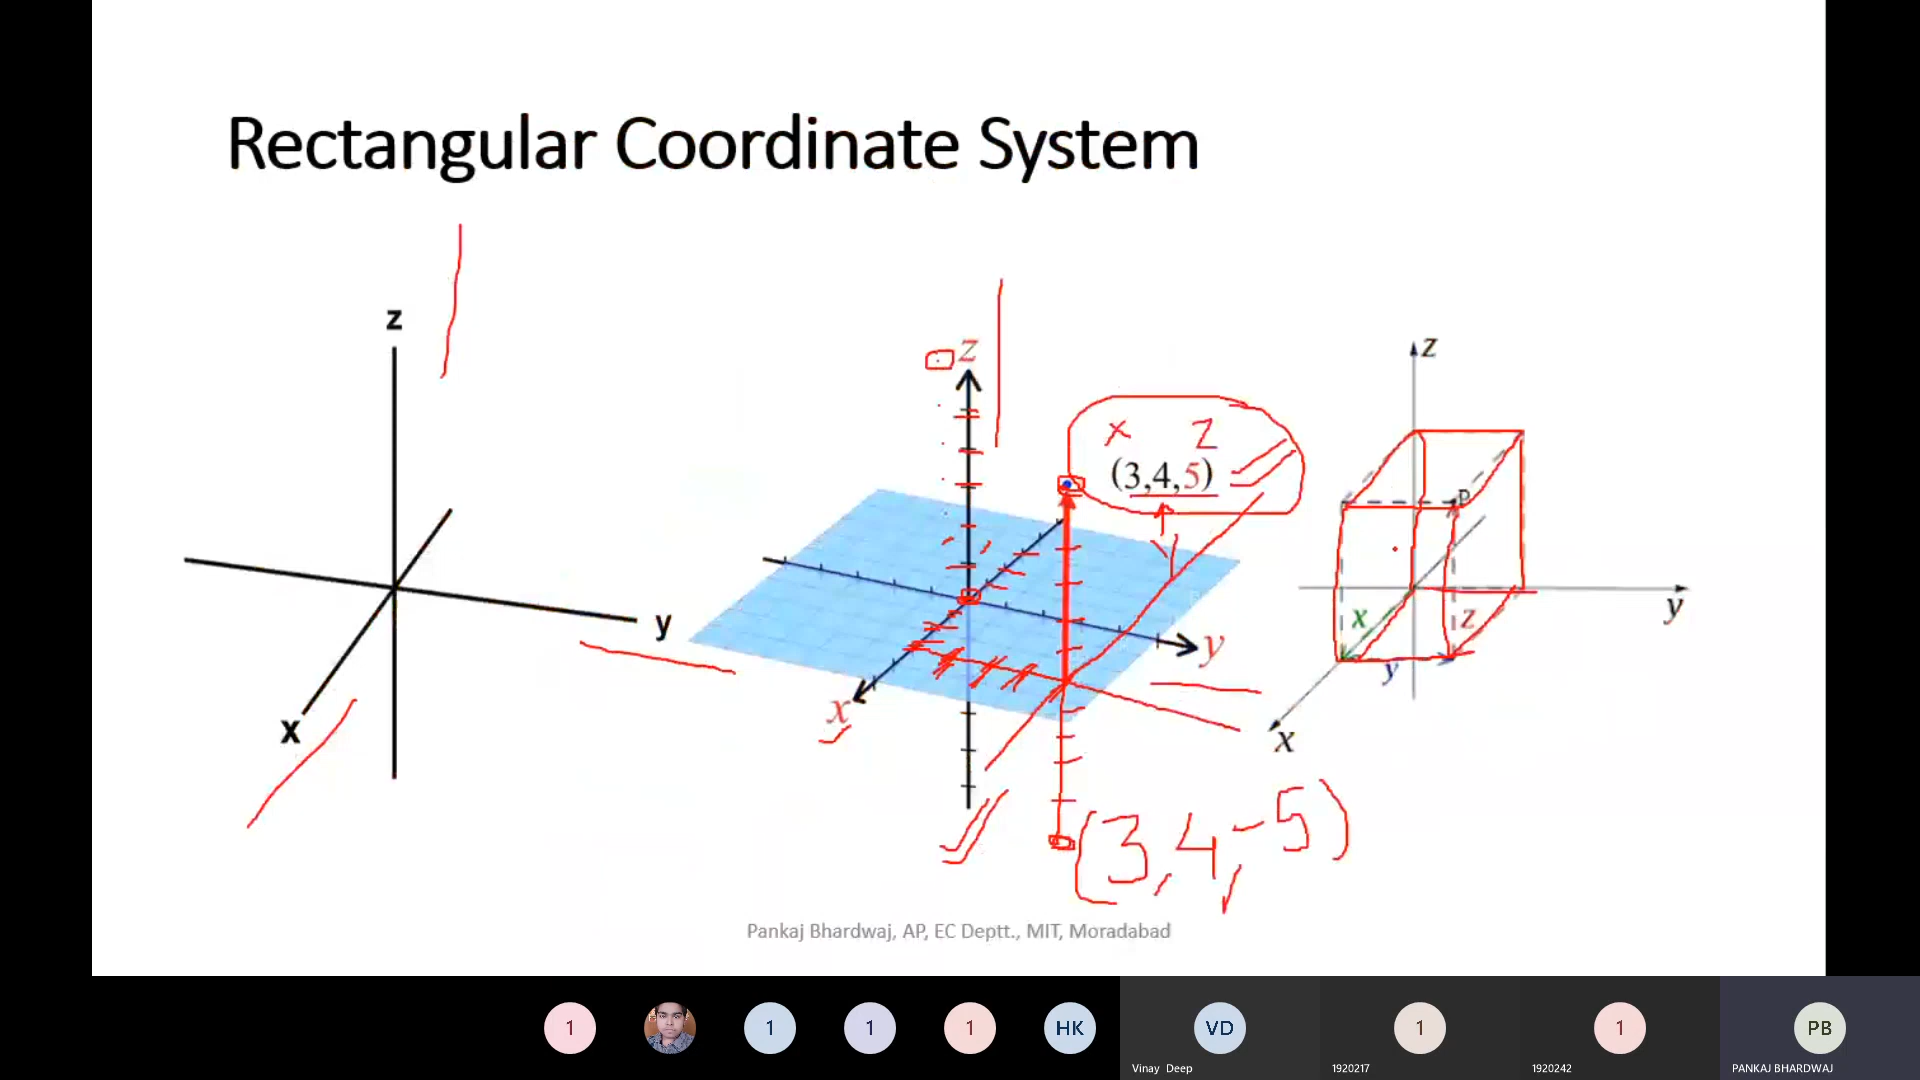 Rectangular Coordinate System
z
y
x
z
x z
(3,4,5)
y
y
x
(3,4,-5)
z
P
x
z
y
y
x
Pankaj Bhardwaj, AP, EC Deptt., MIT, Moradabad
1
1
1
1
HK
VD
1
1
PB
Vinay Deep
1920217
1920242
PANKAJ BHARDWAJ